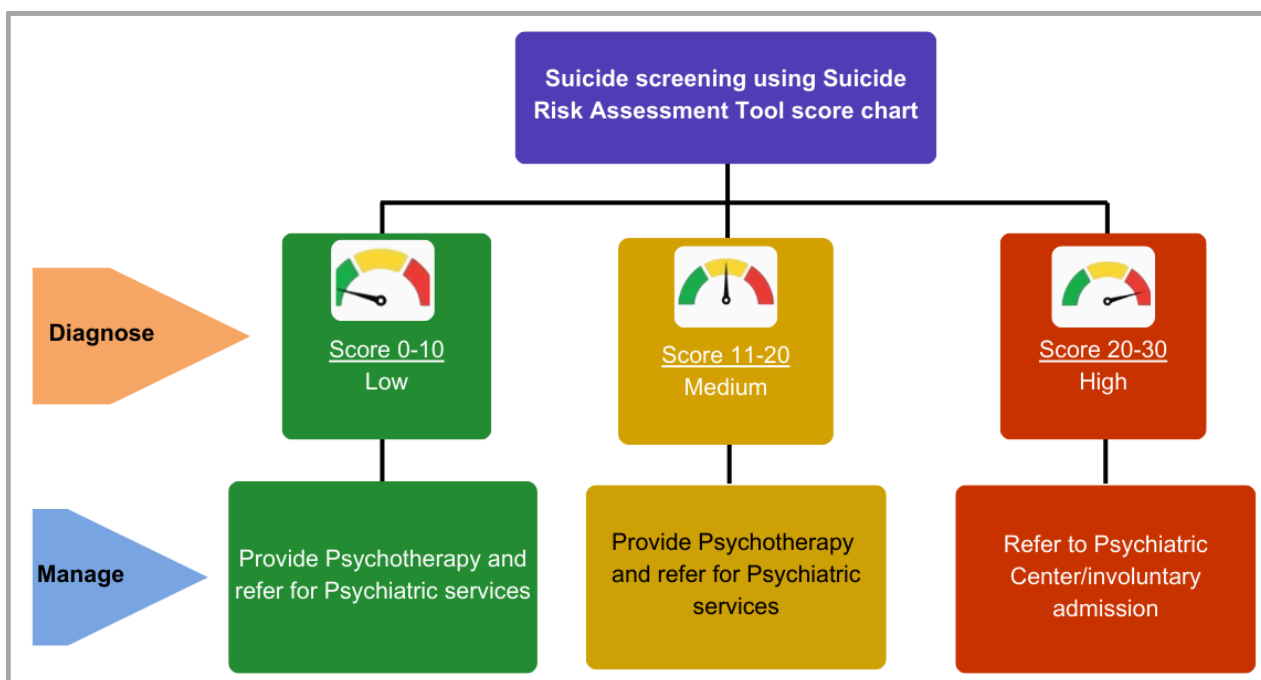 Suicide screening using Suicide
Risk Assessment Tool score chart
Diagnose
Score 0-10
Low
Score 11-20
Medium
Score 20-30
High
Manage
Provide Psychotherapy and
refer for Psychiatric services
Provide Psychotherapy
and refer for Psychiatric
services
Refer to Psychiatric
Center/involuntary
admission